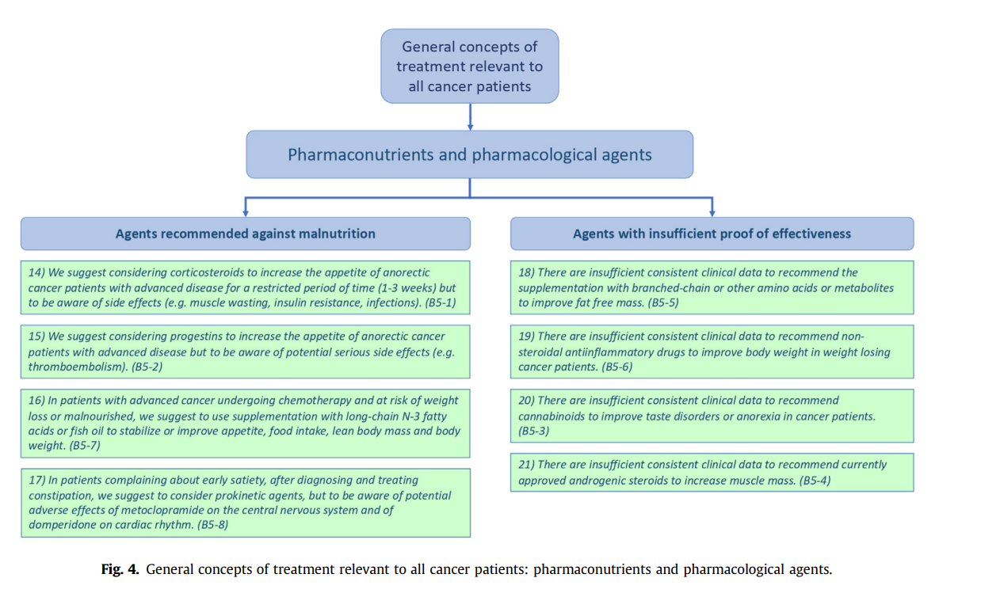 General concepts of
treatment relevant to
all cancer patients
Pharmaconutrients and pharmacological agents
Agents recommended against malnutrition
14) We suggest considering corticosteroids to increase the appetite of anorectic
cancer patients with advanced disease for a restricted period of time (1-3 weeks) but
to be aware of side effects (e.g. muscle wasting, insulin resistance, infections). (B5-1)
15) We suggest considering progestins to increase the appetite of anorectic cancer
patients with advanced disease but to be aware of potential serious side effects (e.g.
thromboembolism). (B5-2)
16) In patients with advanced cancer undergoing chemotherapy and at risk of weight
loss or malnourished, we suggest to use supplementation with long-chain N-3 fatty
acids or fish oil to stabilize or improve appetite, food intake, lean body mass and body
weight. (B5-7)
17) In patients complaining about early satiety, after diagnosing and treating
constipation, we suggest to consider prokinetic agents, but to be aware of potential
adverse effects of metoclopramide on the central nervous system and of
domperidone on cardiac rhythm. (B5-8)
Agents with insufficient proof of effectiveness
18) There are insufficient consistent clinical data to recommend the
supplementation with branched-chain or other amino acids or metabolites
to improve fat free mass. (B5-5)
19) There are insufficient consistent clinical data to recommend non-
steroidal antiinflammatory drugs to improve body weight in weight losing
cancer patients. (B5-6)
20) There are insufficient consistent clinical data to recommend
cannabinoids to improve taste disorders or anorexia in cancer patients.
(B5-3)
21) There are insufficient consistent clinical data to recommend currently
approved androgenic steroids to increase muscle mass. (B5-4)
Fig. 4. General concepts of treatment relevant to all cancer patients: pharmaconutrients and pharmacological agents.